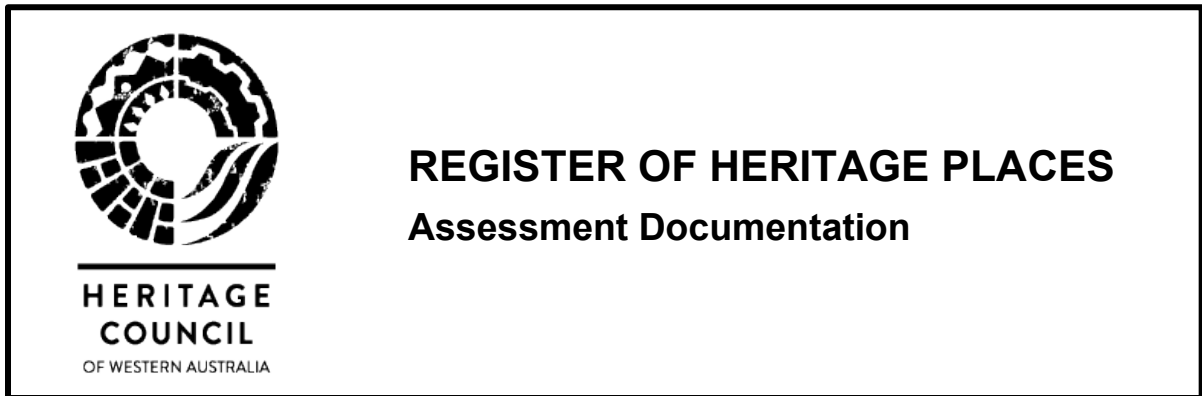 HERITAGE
COUNCIL
OF WESTERN AUSTRALIA
REGISTER OF HERITAGE PLACES
Assessment Documentation